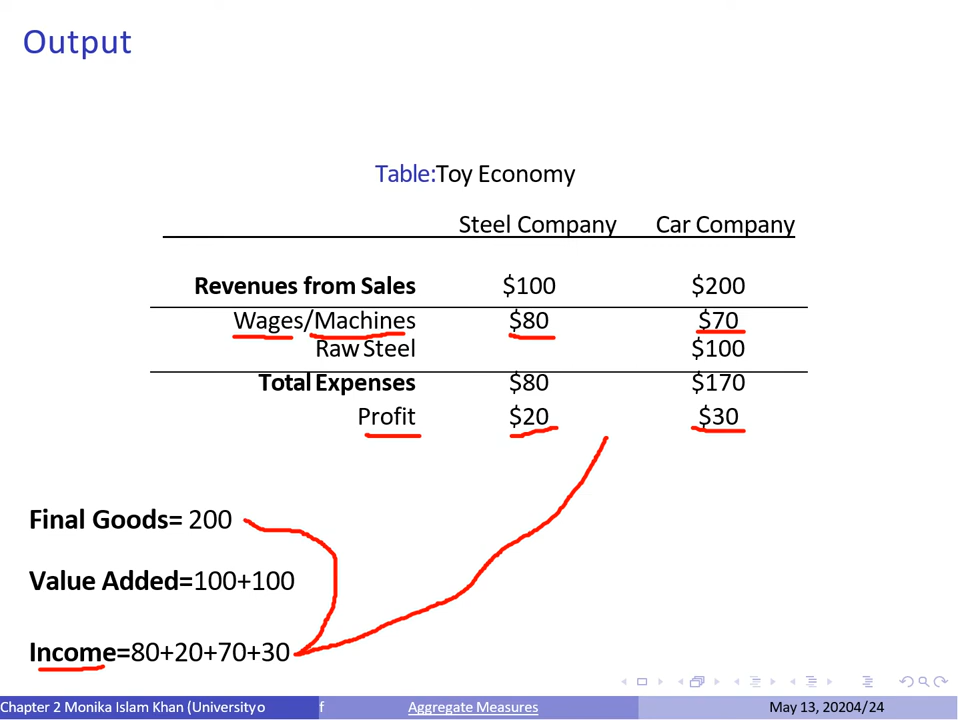 Output
Table:Toy Economy
Steel Company Car Company
Revenues from Sales $100 $200
Wages/Machines $80 $70
Raw Steel $100
Total Expenses $80 $170
Profit $20 $30
Final Goods= 200
Value Added=100+100
Income=80+20+70+30
Chapter 2 Monika Islam Khan (Universityo f Aggregate Measures May 13, 20204/24